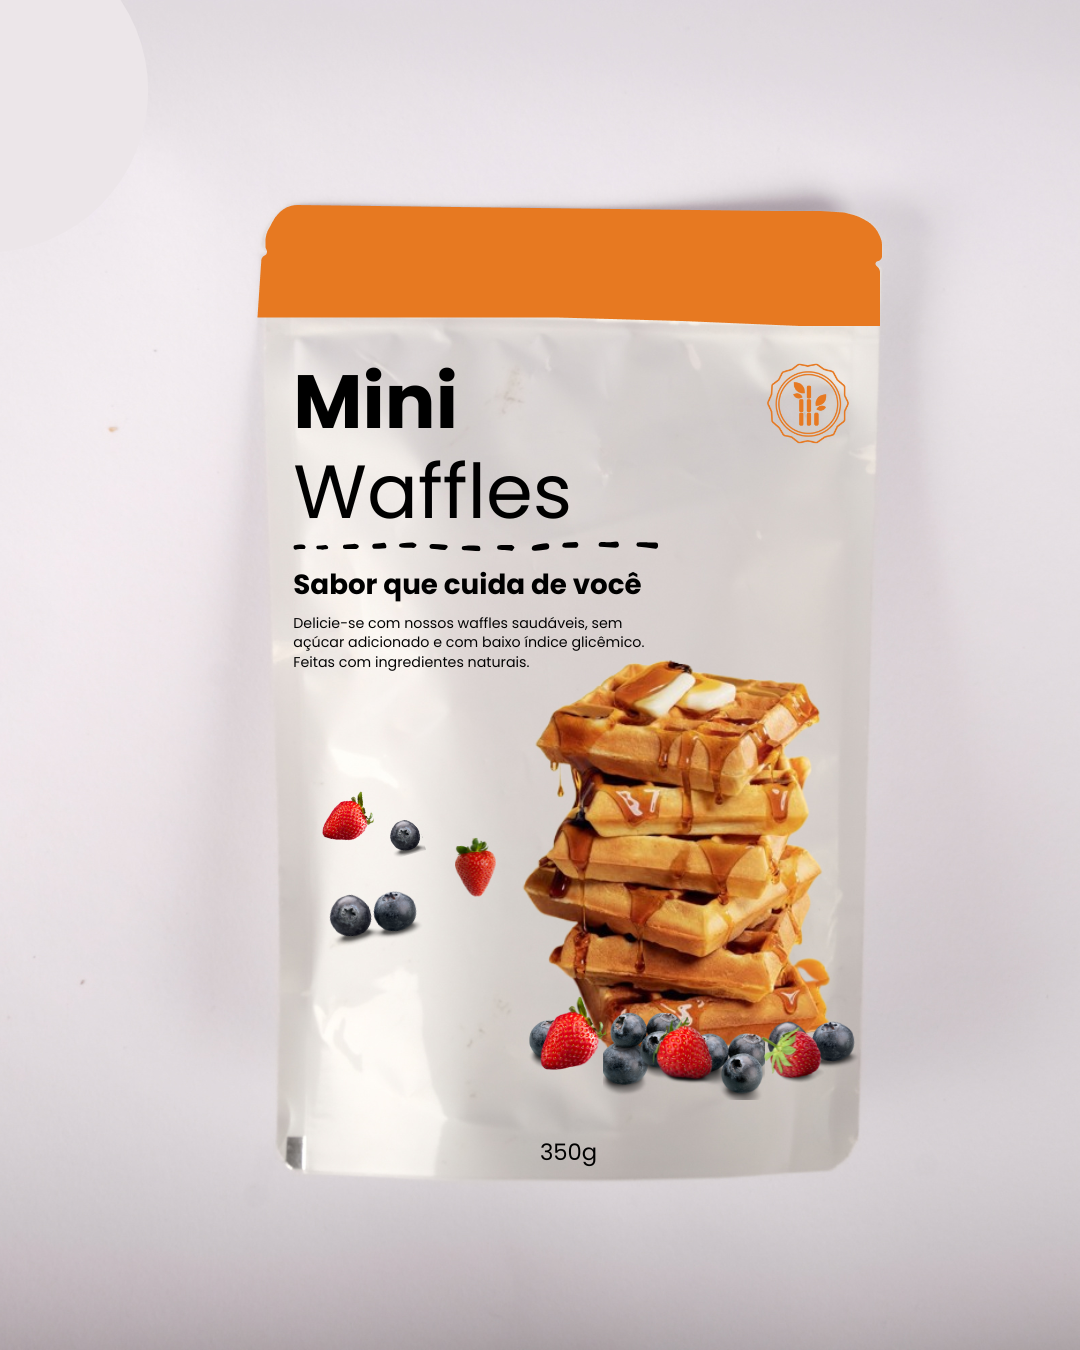 Mini
Waffles
Sabor que cuida de você
Delicie-se com nossos waffles saudáveis, sem
açúcar adicionado e com baixo índice glicêmico.
Feitas com ingredientes naturais.
350g